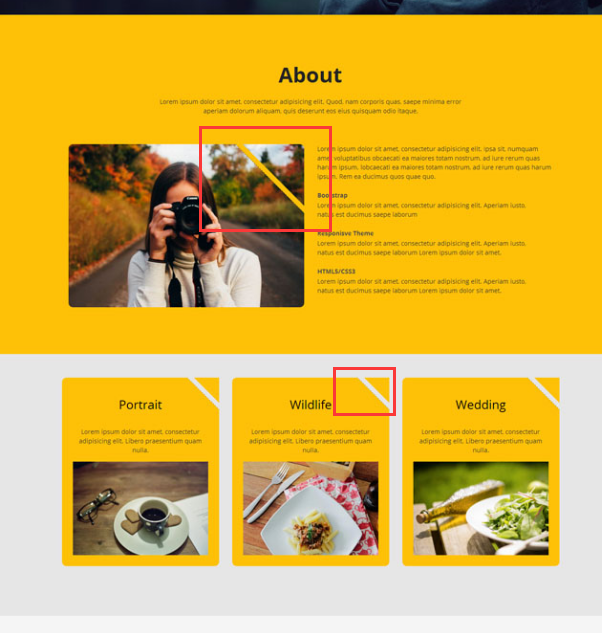 About
Lorem ipsum dolor sit amet, consectetur adipisicing elit. Quod, nam corporis quas, saepe minima error
aperiam dolorum aliquam, quis deserunt eos eius quisquam odio itaque.
Lorem ipsum dolor sit amet, consectetur adipisicing elit. Ipsa sit, numquam
amet voluptatibus obcaecati ea maiores totam nostrum, ad iure rerum quas
harum ipsum. lobcaecati ea maiores totam nostrum, ad iure rerum quas harum
ipsum. Rem ea ducimus quos quae quo.
Bootstrap
Lorem ipsum dolor sit amet, consectetur adipisicing elit. Aperiam iusto,
natus est ducimus saepe laborum
Responisve Theme
Lorem ipsum dolor sit amet, consectetur adipisicing elit. Aperiam iusto,
natus est ducimus saepe laborum Lorem ipsum dolor sit amet.
HTML5/CSS3
Lorem ipsum dolor sit amet, consectetur adipisicing elit. Aperiam iusto,
natus est ducimus saepe laborum Lorem ipsum dolor sit amet.
Portrait
Lorem ipsum dolor sit amet, consectetur
adipisicing elit. Libero praesentium quam
nulla.
Wildlife
Lorem ipsum dolor sit amet, consectetur
adipisicing elit. Libero praesentium quam
nulla.
Wedding
Lorem ipsum dolor sit amet, consectetur
adipisicing elit. Libero praesentium quam
nulla.